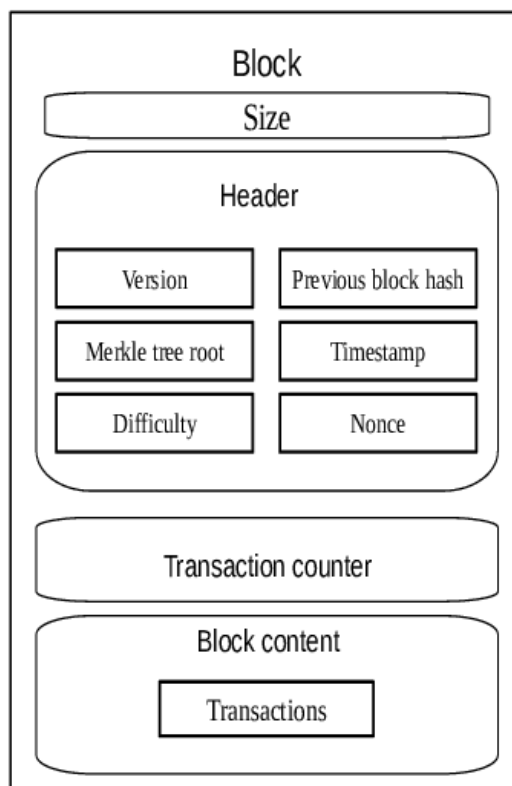 Block
Size
Header
Version
Previous block hash
Merkle tree root
Timestamp
Difficulty
Nonce
Transaction counter
Block content
Transactions